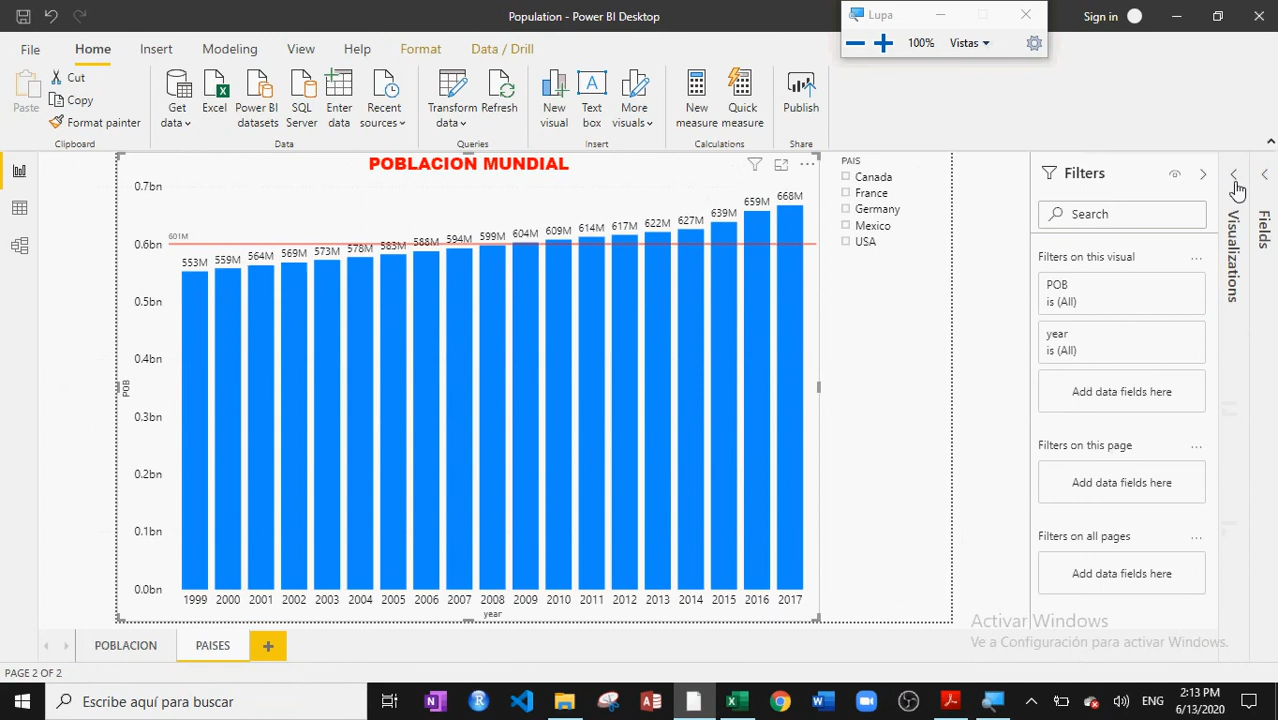 Population - Power BI Desktop
Lupa
Sign in
100%
Vistas
File
Home
Insert
Modeling
View
Help
Format
Data / Drill
Paste
Cut
Copy
Format painter
Clipboard
Get data
Excel
Power BI datasets
SQL Server
Enter data
Recent sources
Data
Transform data
Refresh
Queries
New visual
Text box
More visuals
Insert
New measure
Quick measure
Calculations
Publish
Share
POBLACION MUNDIAL
0.7bn
0.6bn
0.5bn
0.4bn
0.3bn
0.2bn
0.1bn
0.0bn
POB
601M
553M 559M 564M 569M 573M 578M 583M 588M 594M 599M 604M 609M 614M 617M 622M 627M 639M 659M 668M
1999 2000 2001 2002 2003 2004 2005 2006 2007 2008 2009 2010 2011 2012 2013 2014 2015 2016 2017
year
PAIS
Canada
France
Germany
Mexico
USA
Filters
Search
Filters on this visual
...
POB
is (All)
year
is (All)
Add data fields here
Filters on this page
...
Add data fields here
Filters on all pages
...
Add data fields here
Visualizations
Fields
Activar Windows
Ve a Configuración para activar Windows.
POBLACION
PAISES
PAGE 2 OF 2
Escribe aquí para buscar
ENG
2:13 PM
6/13/2020